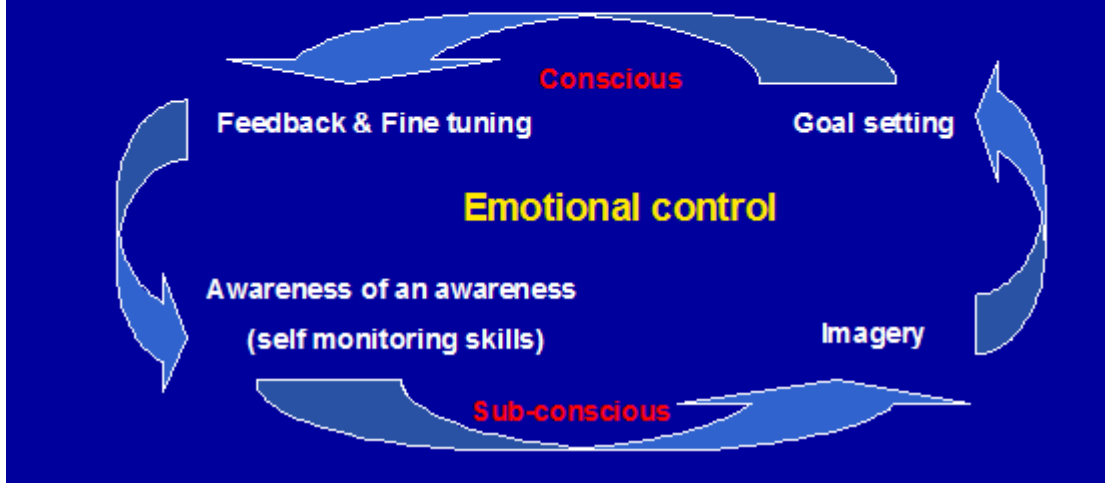 Conscious
Feedback & Fine tuning
Goal setting
Emotional control
Awareness of an awareness
(self monitoring skills)
Imagery
Sub-conscious